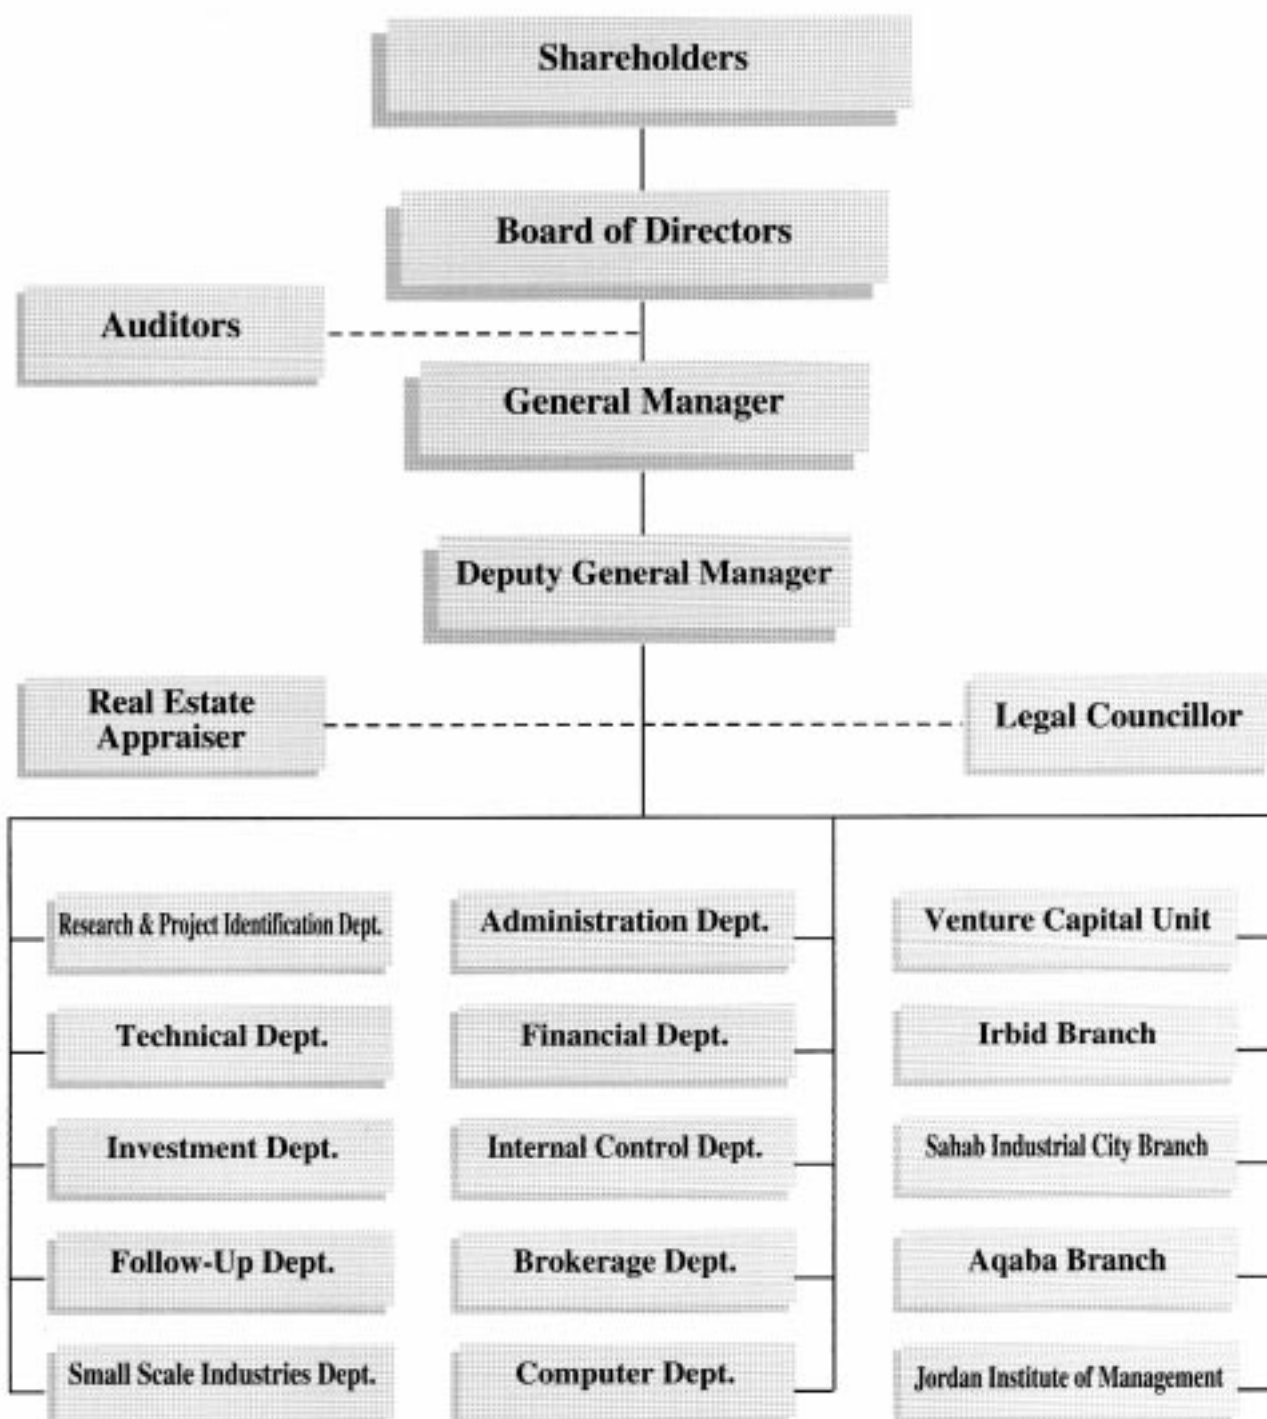 Shareholders
Board of Directors
Auditors
General Manager
Deputy General Manager
Real Estate
Appraiser
Legal Councillor
Research & Project Identification Dept.
Administration Dept.
Venture Capital Unit
Technical Dept.
Financial Dept.
Irbid Branch
Investment Dept.
Internal Control Dept.
Sahab Industrial City Branch
Follow-Up Dept.
Brokerage Dept.
Aqaba Branch
Small Scale Industries Dept.
Computer Dept.
Jordan Institute of Management